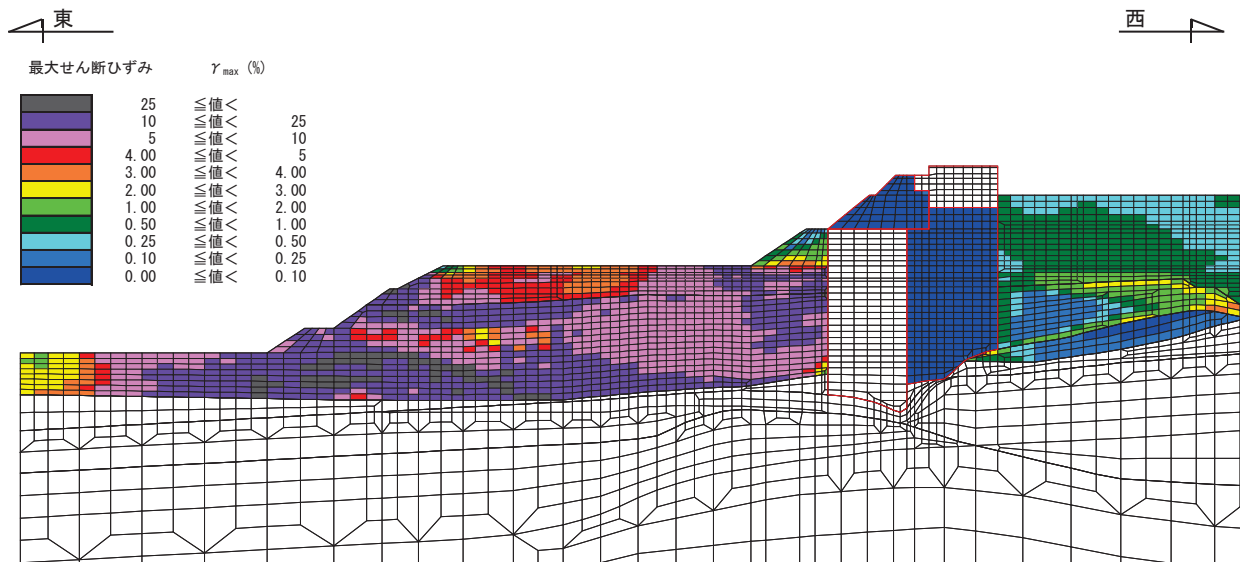 東
西
最大せん断ひずみ γmax (%)
25 ≦値<
10 ≦値< 25
5 ≦値< 10
4.00 ≦値< 5
3.00 ≦値< 4.00
2.00 ≦値< 3.00
1.00 ≦値< 2.00
0.50 ≦値< 1.00
0.25 ≦値< 0.50
0.10 ≦値< 0.25
0.00 ≦値< 0.10